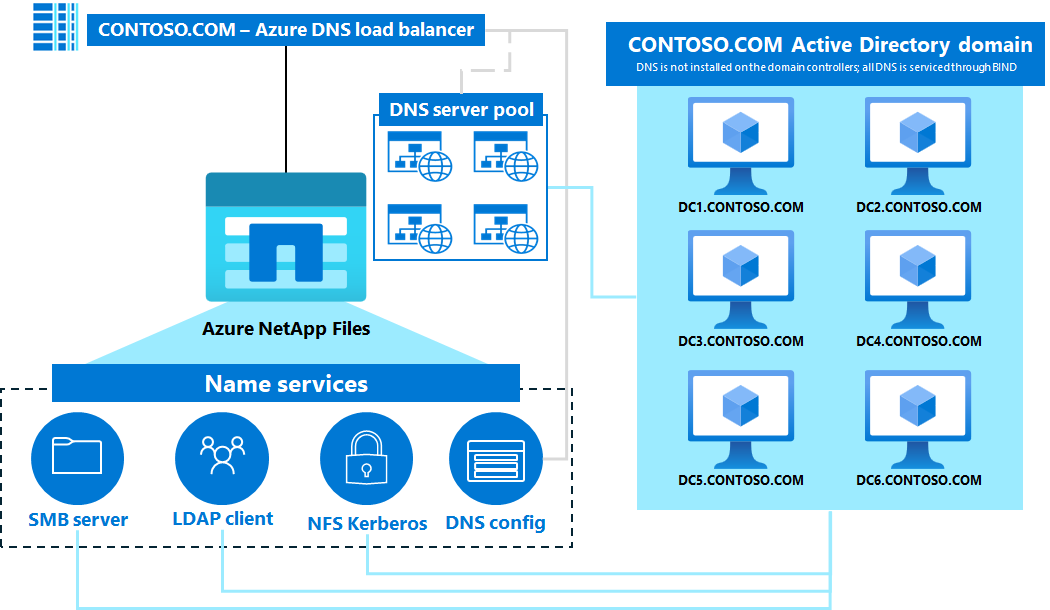 CONTOSO.COM – Azure DNS load balancer
CONTOSO.COM Active Directory domain
DNS is not installed on the domain controllers; all DNS is serviced through BIND
DNS server pool
DC1.CONTOSO.COM
DC2.CONTOSO.COM
Azure NetApp Files
DC3.CONTOSO.COM
DC4.CONTOSO.COM
Name services
DC5.CONTOSO.COM
DC6.CONTOSO.COM
SMB server
LDAP client
NFS Kerberos
DNS config